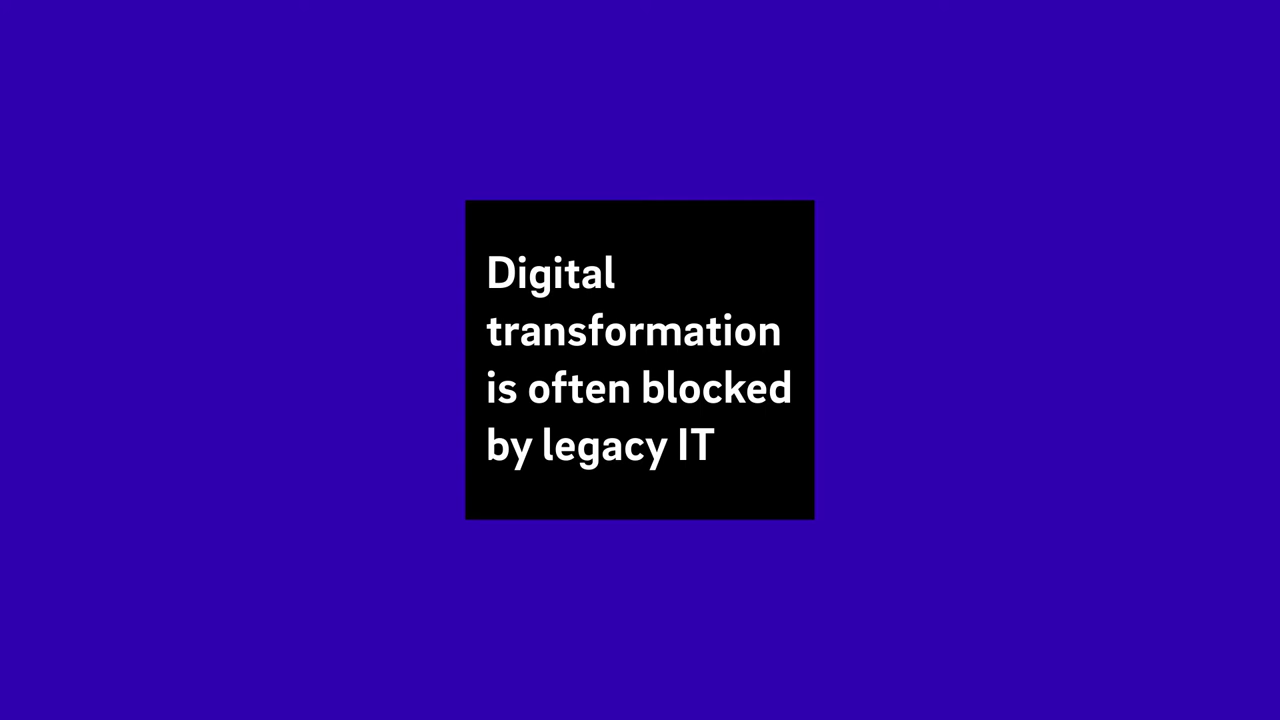 Digital
transformation
is often blocked
by legacy IT